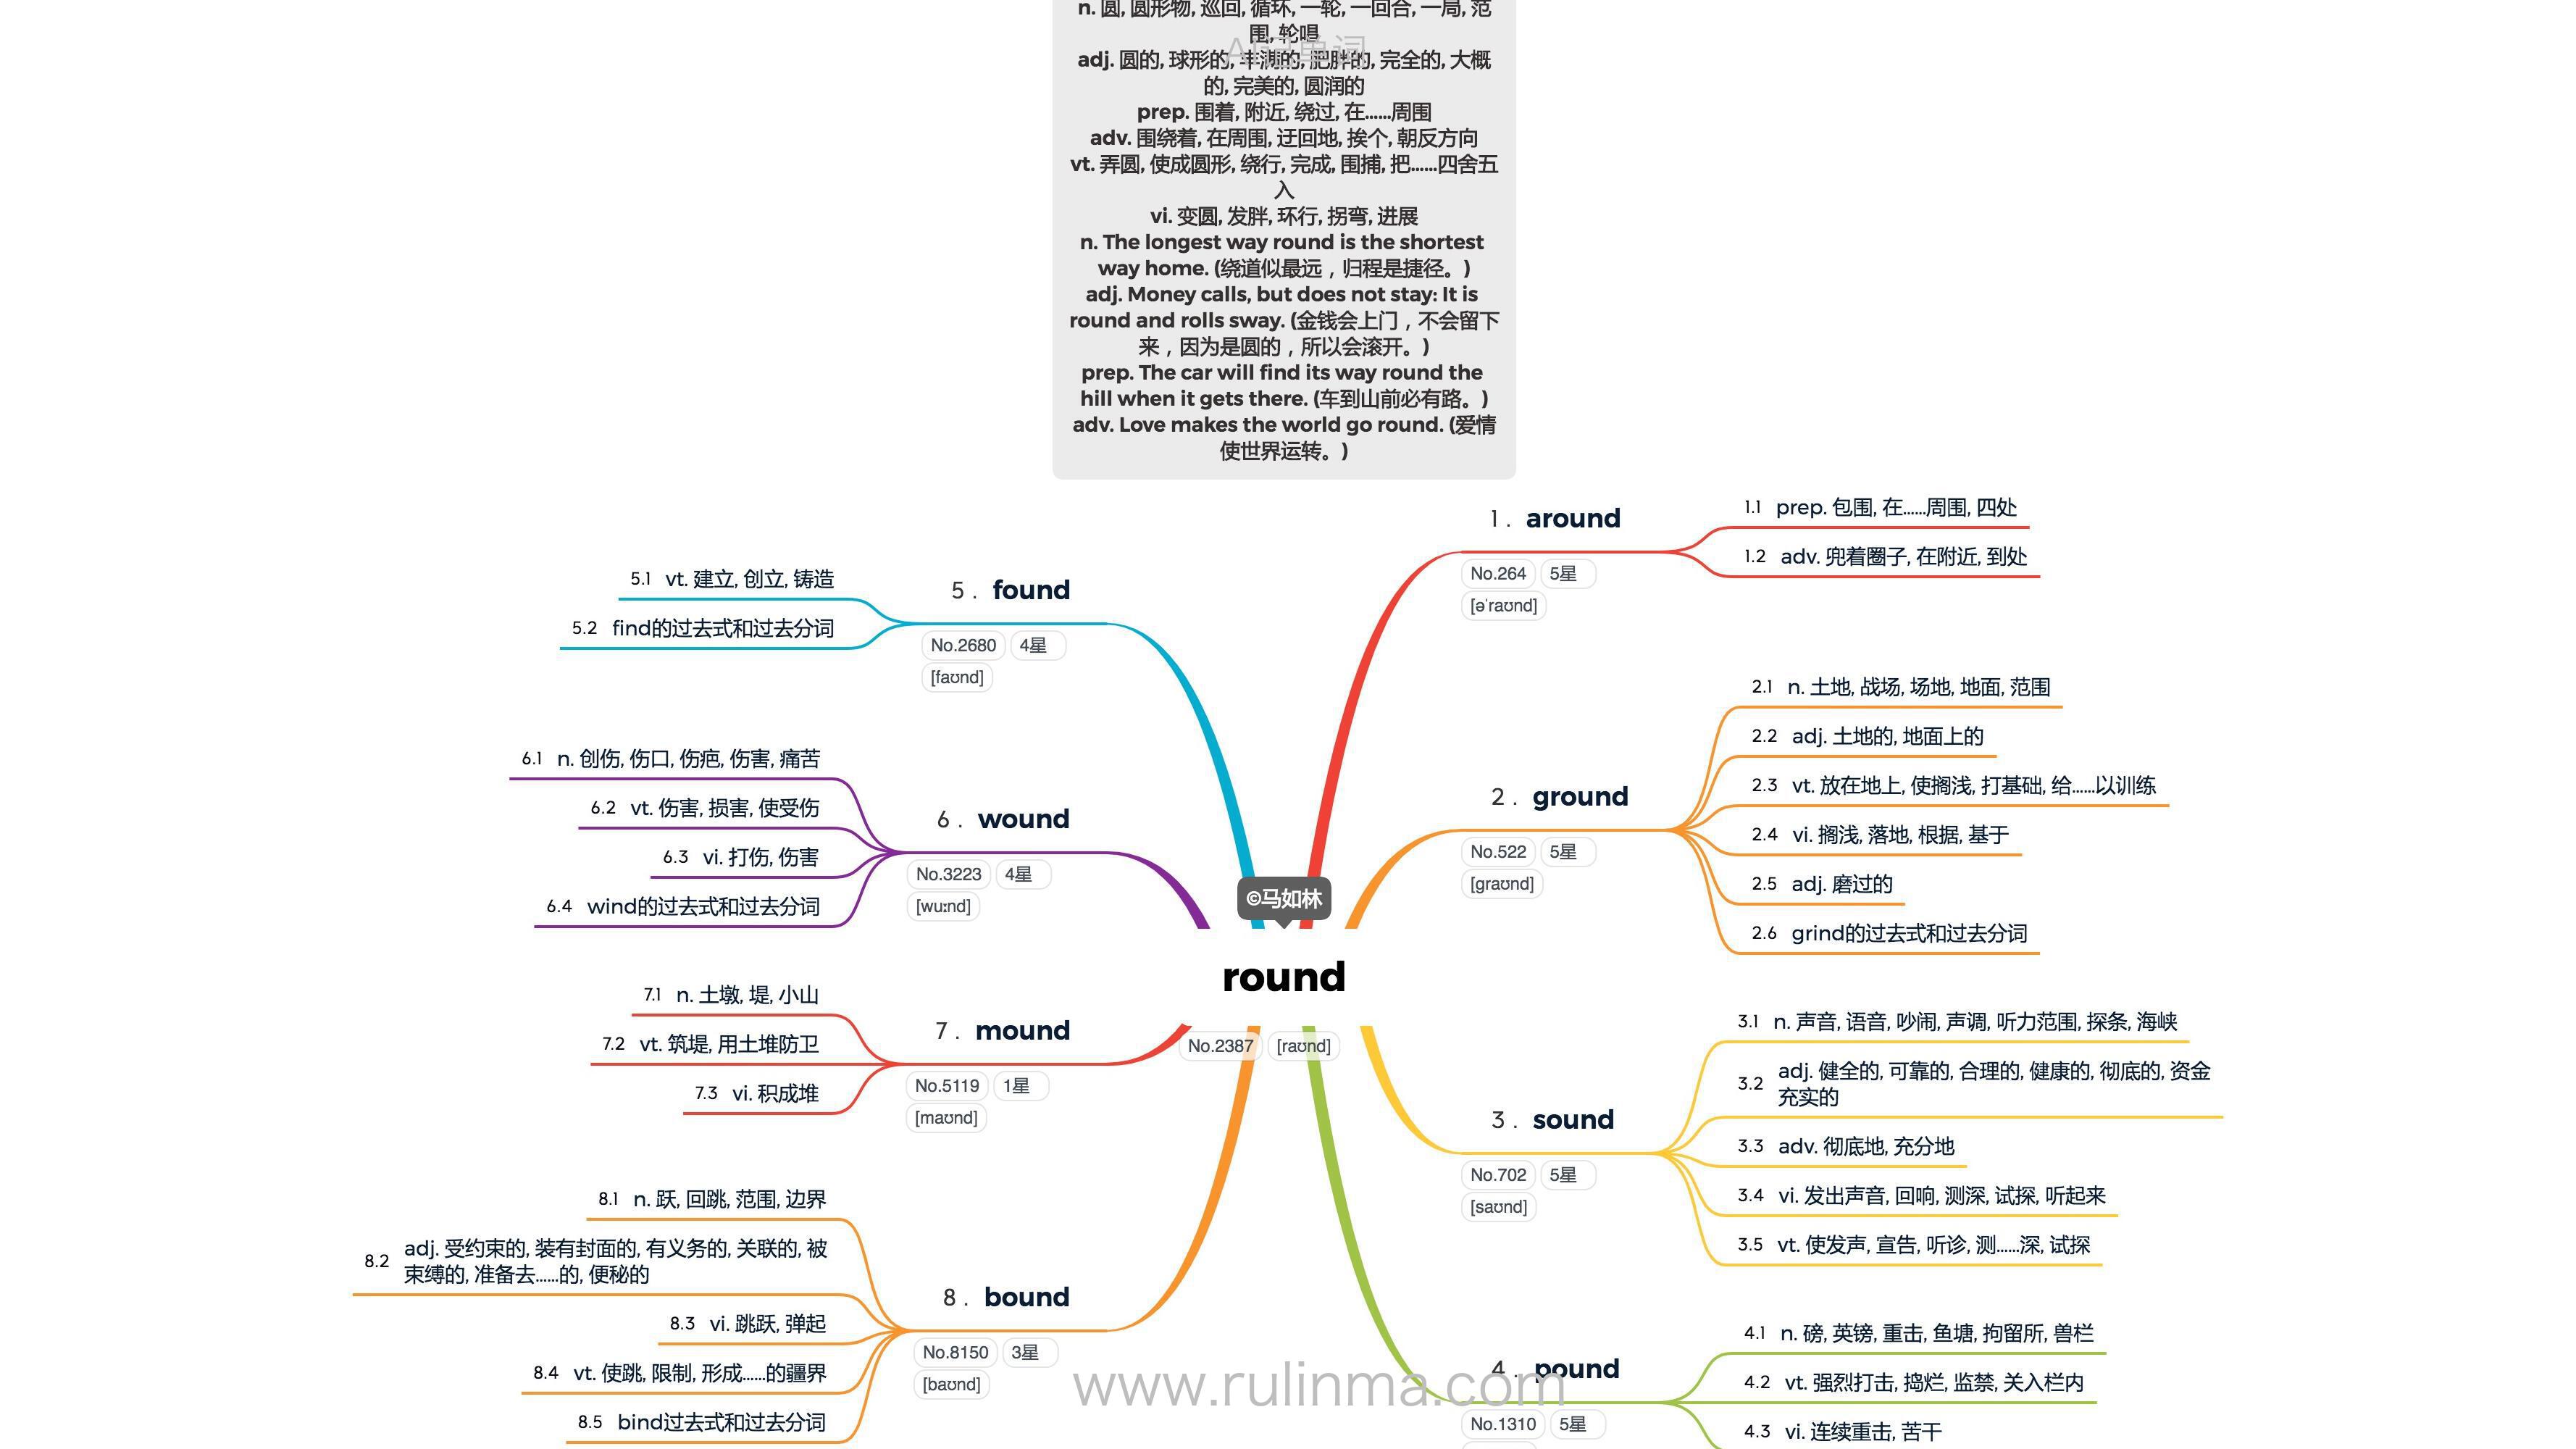 n. 圆, 圆形物, 巡回, 循环, 一轮, 一回合, 一局, 范
围, 轮唱
AI记单词
adj. 圆的, 球形的, 丰润的, 肥胖的, 完全的, 大概
的, 完美的, 圆润的
prep. 围着, 附近, 绕过, 在......周围
adv. 围绕着, 在周围, 迂回地, 挨个, 朝反方向
vt. 弄圆, 使成圆形, 绕行, 完成, 围捕, 把......四舍五
入
vi. 变圆, 发胖, 环行, 拐弯, 进展
n. The longest way round is the shortest
way home. (绕道似最远，归程是捷径。)
adj. Money calls, but does not stay: It is
round and rolls sway. (金钱会上门，不会留下
来，因为是圆的，所以会滚开。)
prep. The car will find its way round the
hill when it gets there. (车到山前必有路。)
adv. Love makes the world go round. (爱情
使世界运转。)
©马如林
round
No.2387 [raʊnd]
1. around
No.264 5星
[ə'raʊnd]
1.1 prep. 包围, 在......周围, 四处
1.2 adv. 兜着圈子, 在附近, 到处
2. ground
No.522 5星
[graʊnd]
2.1 n. 土地, 战场, 场地, 地面, 范围
2.2 adj. 土地的, 地面上的
2.3 vt. 放在地上, 使搁浅, 打基础, 给......以训练
2.4 vi. 搁浅, 落地, 根据, 基于
2.5 adj. 磨过的
2.6 grind的过去式和过去分词
3. sound
No.702 5星
[saʊnd]
3.1 n. 声音, 语音, 吵闹, 声调, 听力范围, 探条, 海峡
3.2 adj. 健全的, 可靠的, 合理的, 健康的, 彻底的, 资金
充实的
3.3 adv. 彻底地, 充分地
3.4 vi. 发出声音, 回响, 测深, 试探, 听起来
3.5 vt. 使发声, 宣告, 听诊, 测......深, 试探
4. pound
No.1310 5星
4.1 n. 磅, 英镑, 重击, 鱼塘, 拘留所, 兽栏
4.2 vt. 强烈打击, 捣烂, 监禁, 关入栏内
4.3 vi. 连续重击, 苦干
5. found
No.2680 4星
[faʊnd]
5.1 vt. 建立, 创立, 铸造
5.2 find的过去式和过去分词
6. wound
No.3223 4星
[wuːnd]
6.1 n. 创伤, 伤口, 伤疤, 伤害, 痛苦
6.2 vt. 伤害, 损害, 使受伤
6.3 vi. 打伤, 伤害
6.4 wind的过去式和过去分词
7. mound
No.5119 1星
[maʊnd]
7.1 n. 土墩, 堤, 小山
7.2 vt. 筑堤, 用土堆防卫
7.3 vi. 积成堆
8. bound
No.8150 3星
[baʊnd]
8.1 n. 跃, 回跳, 范围, 边界
8.2 adj. 受约束的, 装有封面的, 有义务的, 关联的, 被
束缚的, 准备去......的, 便秘的
8.3 vi. 跳跃, 弹起
8.4 vt. 使跳, 限制, 形成......的疆界
8.5 bind过去式和过去分词
www.rulinma.com